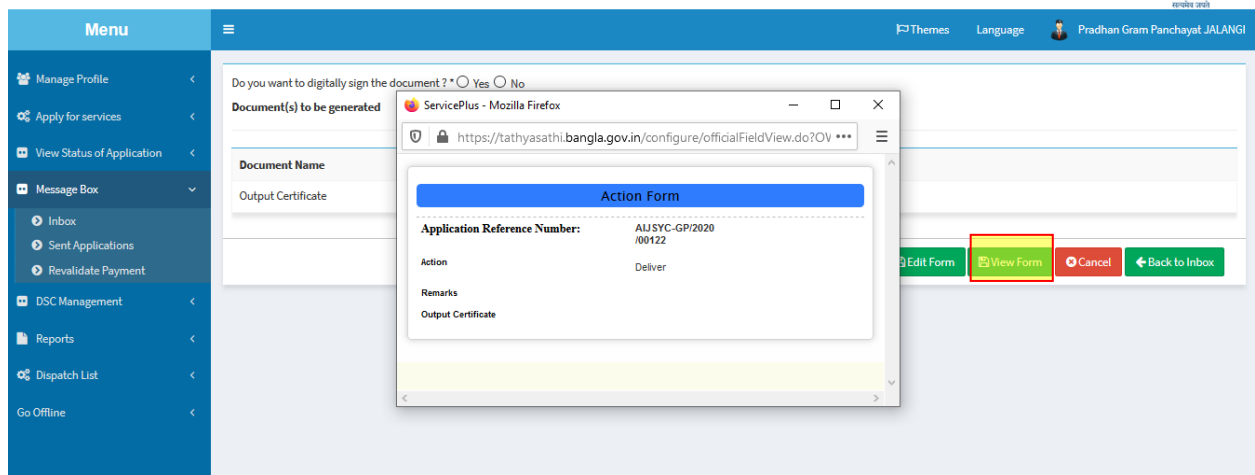 सत्यमेव जयते
Menu
Themes Language Pradhan Gram Panchayat JALANGI
Manage Profile
Apply for services
View Status of Application
Message Box
Inbox
Sent Applications
Revalidate Payment
DSC Management
Reports
Dispatch List
Go Offline
Do you want to digitally sign the document ? * Yes No
Document(s) to be generated
Document Name
Output Certificate
ServicePlus - Mozilla Firefox
https://tathyasathi.bangla.gov.in/configure/officialFieldView.do?OV
Action Form
Application Reference Number: AIJSYC-GP/2020
/00122
Action Deliver
Remarks
Output Certificate
Edit Form View Form Cancel Back to Inbox